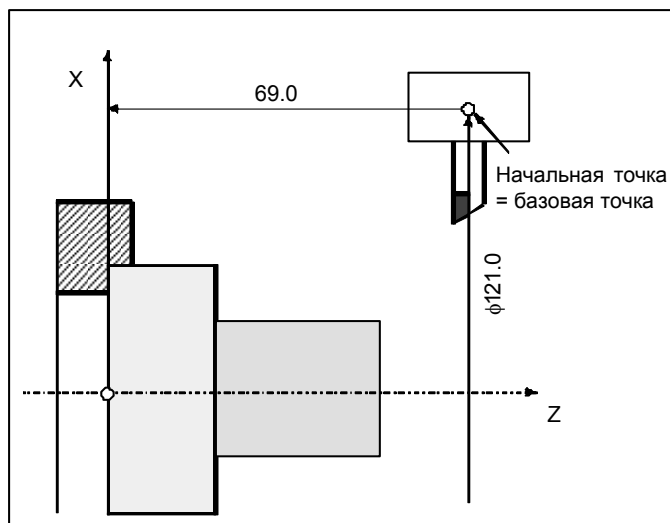 X
69.0
Начальная точка
= базовая точка
ϕ121.0
Z